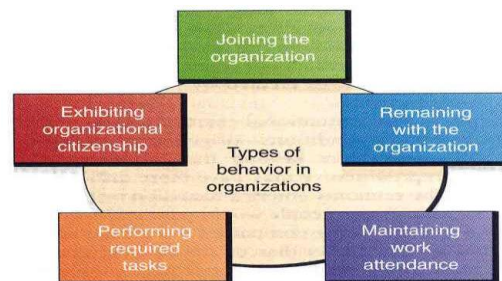 Joining the
organization
Exhibiting
organizational
citizenship
Remaining
with the
organization
Types of
behavior in
organizations
Performing
required
tasks
Maintaining
work
attendance